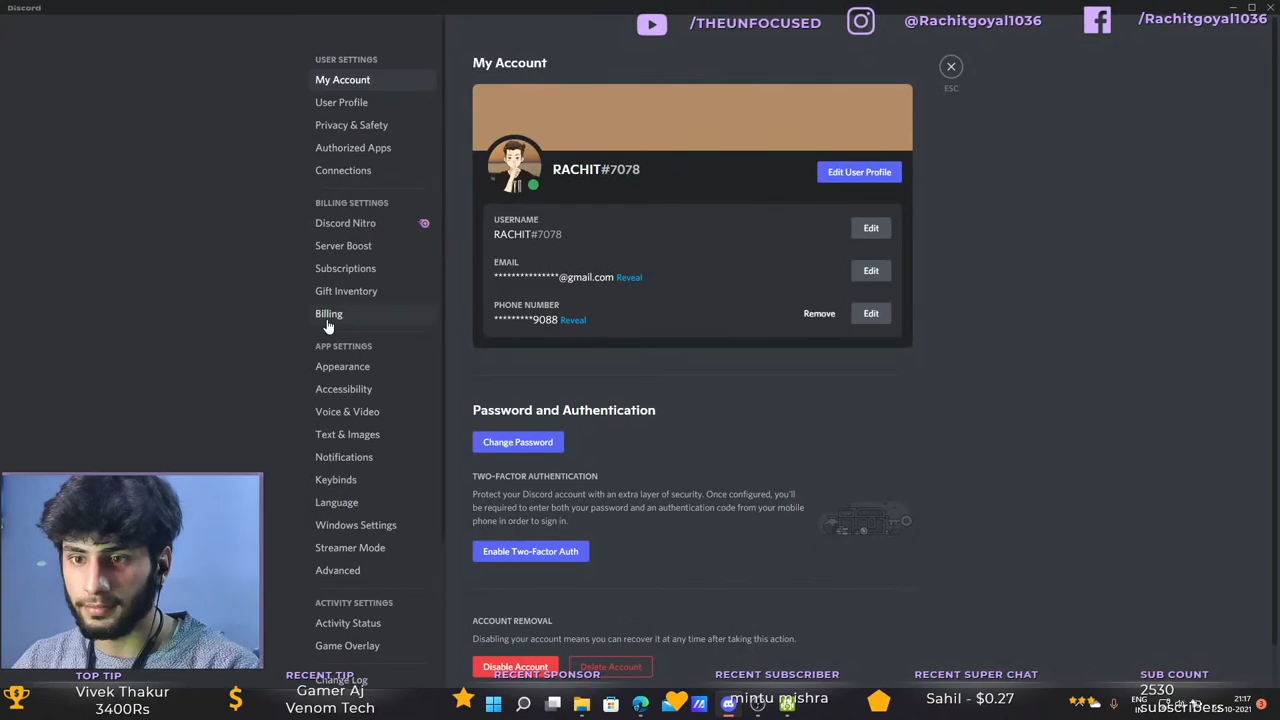 Discord
/THEUNFOCUSED
@Rachitgoyal1036
/Rachitgoyal1036
USER SETTINGS
My Account
User Profile
Privacy & Safety
Authorized Apps
Connections
BILLING SETTINGS
Discord Nitro
Server Boost
Subscriptions
Gift Inventory
Billing
APP SETTINGS
Appearance
Accessibility
Voice & Video
Text & Images
Notifications
Keybinds
Language
Windows Settings
Streamer Mode
Advanced
ACTIVITY SETTINGS
Activity Status
Game Overlay
Change Log
My Account
ESC
RACHIT#7078
Edit User Profile
USERNAME
RACHIT#7078
Edit
EMAIL
***************@gmail.com Reveal
Edit
PHONE NUMBER
*********9088 Reveal
Remove
Edit
Password and Authentication
Change Password
TWO-FACTOR AUTHENTICATION
Protect your Discord account with an extra layer of security. Once configured, you'll
be required to enter both your password and an authentication code from your mobile
phone in order to sign in.
Enable Two-Factor Auth
ACCOUNT REMOVAL
Disabling your account means you can recover it at any time after taking this action.
Disable Account
Delete Account
TOP TIP
Vivek Thakur
3400Rs
RECENT TIP
Gamer Aj
Venom Tech
RECENT SPONSOR
RECENT SUBSCRIBER
mintu mishra
RECENT SUPER CHAT
Sahil - $0.27
SUB COUNT
2530
Subscribers
ENG
IN
21:17
-10-2021
3